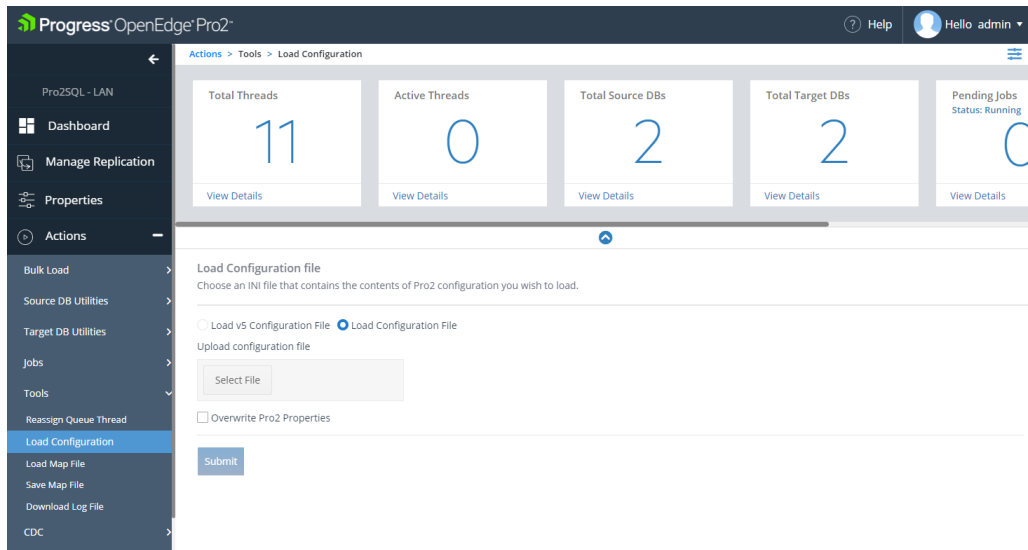 Progress® OpenEdge® Pro2™
? Help
Hello admin
Actions > Tools > Load Configuration
Pro2SQL - LAN
Dashboard
Manage Replication
Properties
Actions
Bulk Load
Source DB Utilities
Target DB Utilities
Jobs
Tools
Reassign Queue Thread
Load Configuration
Load Map File
Save Map File
Download Log File
CDC
Total Threads
11
View Details
Active Threads
0
View Details
Total Source DBs
2
View Details
Total Target DBs
2
View Details
Pending Jobs
Status: Running
0
View Details
Load Configuration file
Choose an INI file that contains the contents of Pro2 configuration you wish to load.
Load v5 Configuration File Load Configuration File
Upload configuration file
Select File
Overwrite Pro2 Properties
Submit